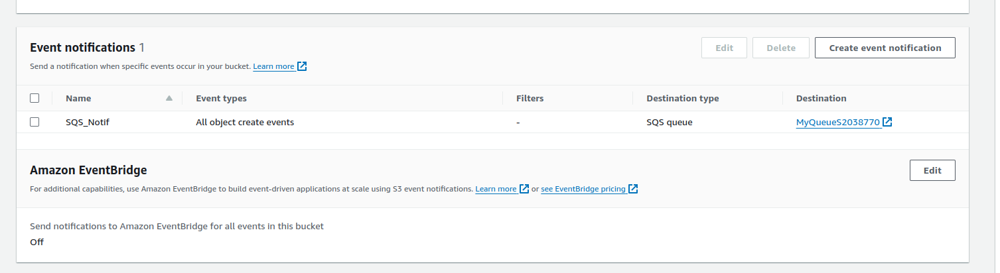 Event notifications 1
Edit
Delete
Create event notification
Send a notification when specific events occur in your bucket. Learn more
Name Event types Filters Destination type Destination
SQS_Notif All object create events - SQS queue MyQueueS2038770
Amazon EventBridge
Edit
For additional capabilities, use Amazon EventBridge to build event-driven applications at scale using S3 event notifications. Learn more or see EventBridge pricing
Send notifications to Amazon EventBridge for all events in this bucket
Off